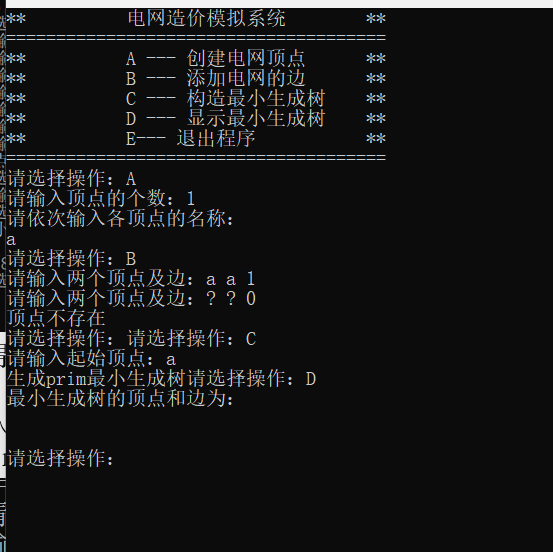 **          电网造价模拟系统        **
======================================
**          A --- 创建电网顶点      **
**          B --- 添加电网的边      **
**          C --- 构造最小生成树    **
**          D --- 显示最小生成树    **
**          E--- 退出程序           **
======================================
请选择操作：A
请输入顶点的个数：1
请依次输入各顶点的名称：
a
请选择操作：B
请输入两个顶点及边：a a 1
请输入两个顶点及边：? ? 0
顶点不存在
请选择操作：请选择操作：C
请输入起始顶点：a
生成prim最小生成树请选择操作：D
最小生成树的顶点和边为：
请选择操作：